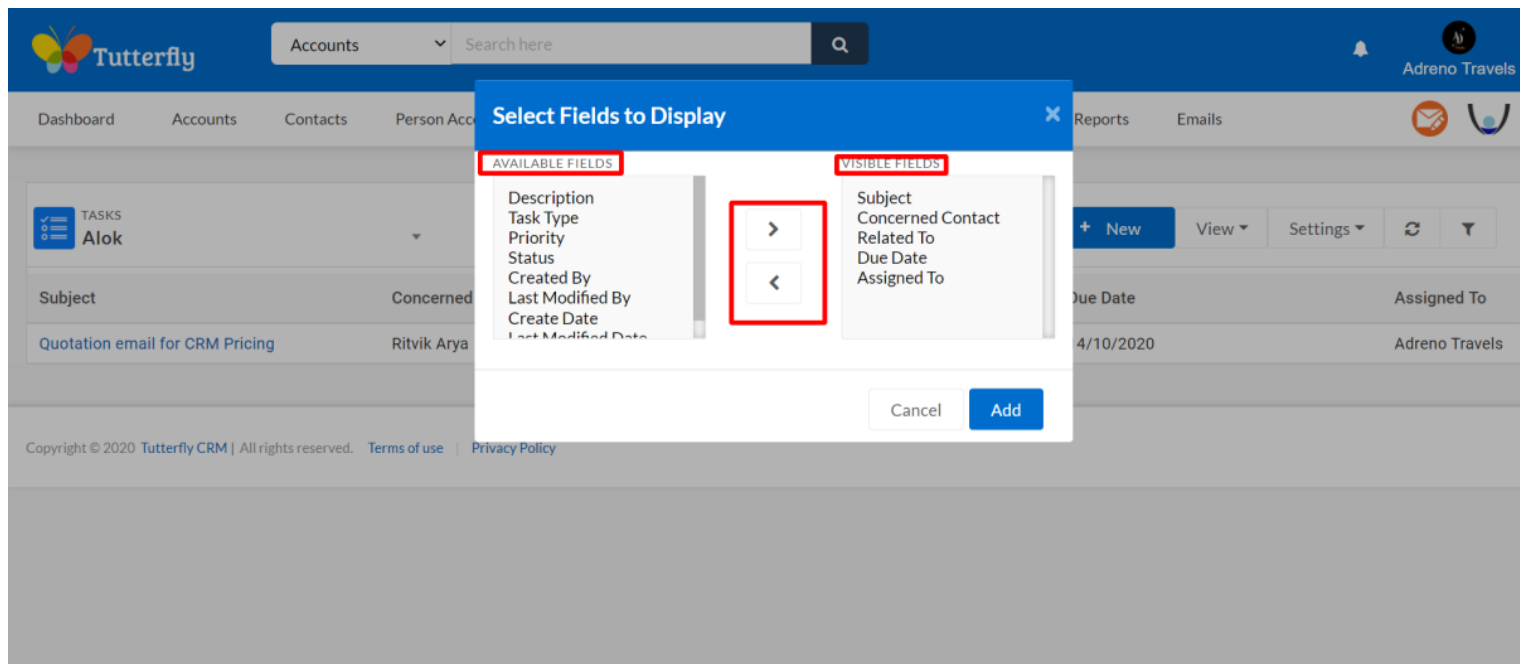 Tutterfly
Accounts
Search here
Adreno Travels
Dashboard Accounts Contacts Person Reports Emails
Select Fields to Display
AVAILABLE FIELDS
Description
Task Type
Priority
Status
Created By
Last Modified By
Create Date
Last Modified Date
VISIBLE FIELDS
Subject
Concerned Contact
Related To
Due Date
Assigned To
Cancel Add
TASKS
Alok
+ New View Settings
Subject Concerned Due Date Assigned To
Quotation email for CRM Pricing Ritvik Arya 4/10/2020 Adreno Travels
Copyright © 2020 Tutterfly CRM | All rights reserved. Terms of use | Privacy Policy